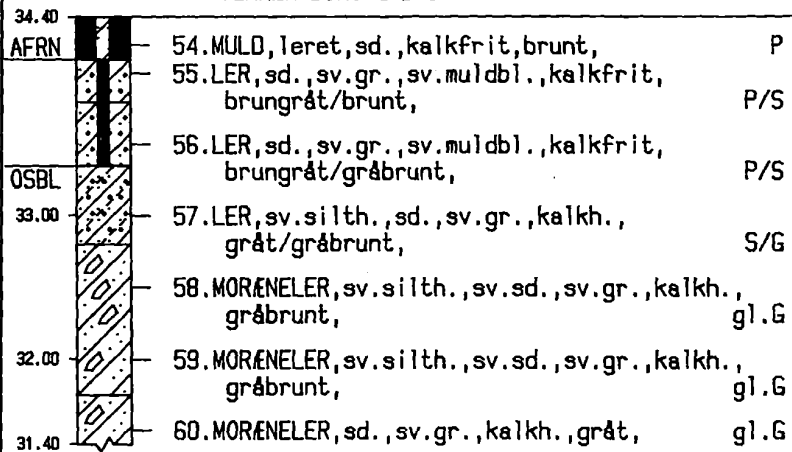 34.40
AFRN
54.MULD,leret,sd.,kalkfrit,brunt, P
55.LER,sd.,sv.gr.,sv.muldbl.,kalkfrit,
brungråt/brunt, P/S
56.LER,sd.,sv.gr.,sv.muldbl.,kalkfrit,
brungråt/gråbrunt, P/S
OSBL
33.00
57.LER,sv.silth.,sd.,sv.gr.,kalkh.,
gråt/gråbrunt, S/G
58.MORÆNELER,sv.silth.,sv.sd.,sv.gr.,kalkh.,
gråbrunt, gl.G
32.00
59.MORÆNELER,sv.silth.,sv.sd.,sv.gr.,kalkh.,
gråbrunt, gl.G
60.MORÆNELER,sd.,sv.gr.,kalkh.,gråt, gl.G
31.40